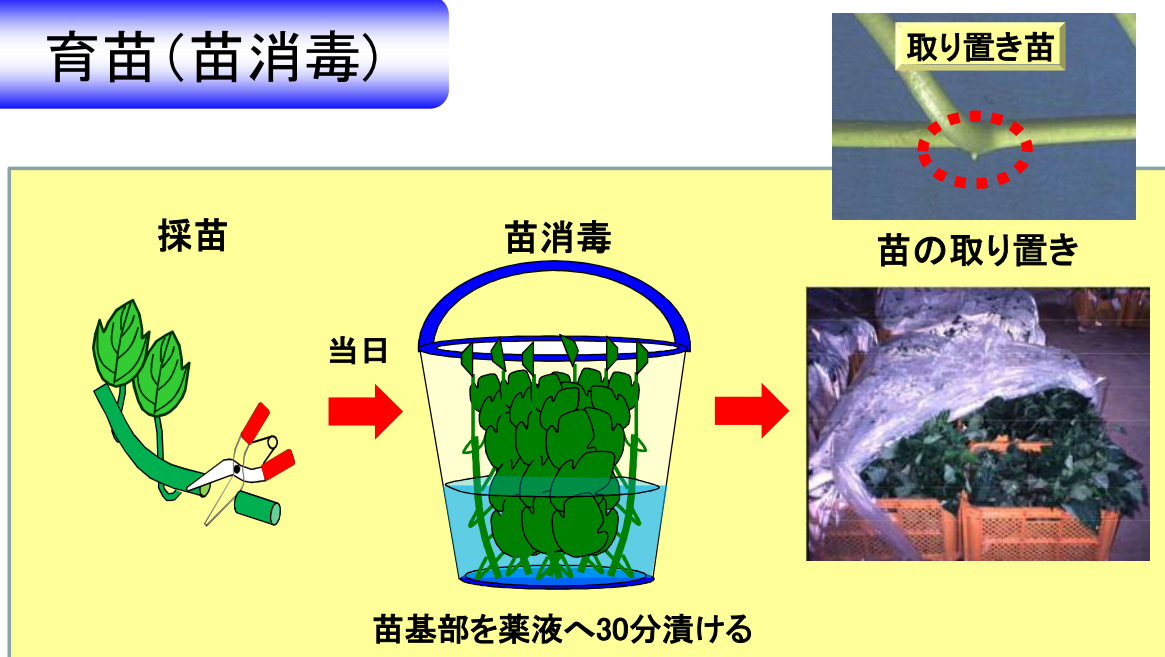 育苗（苗消毒）
取り置き苗
採苗
苗消毒
苗の取り置き
当日
苗基部を薬液へ30分漬ける